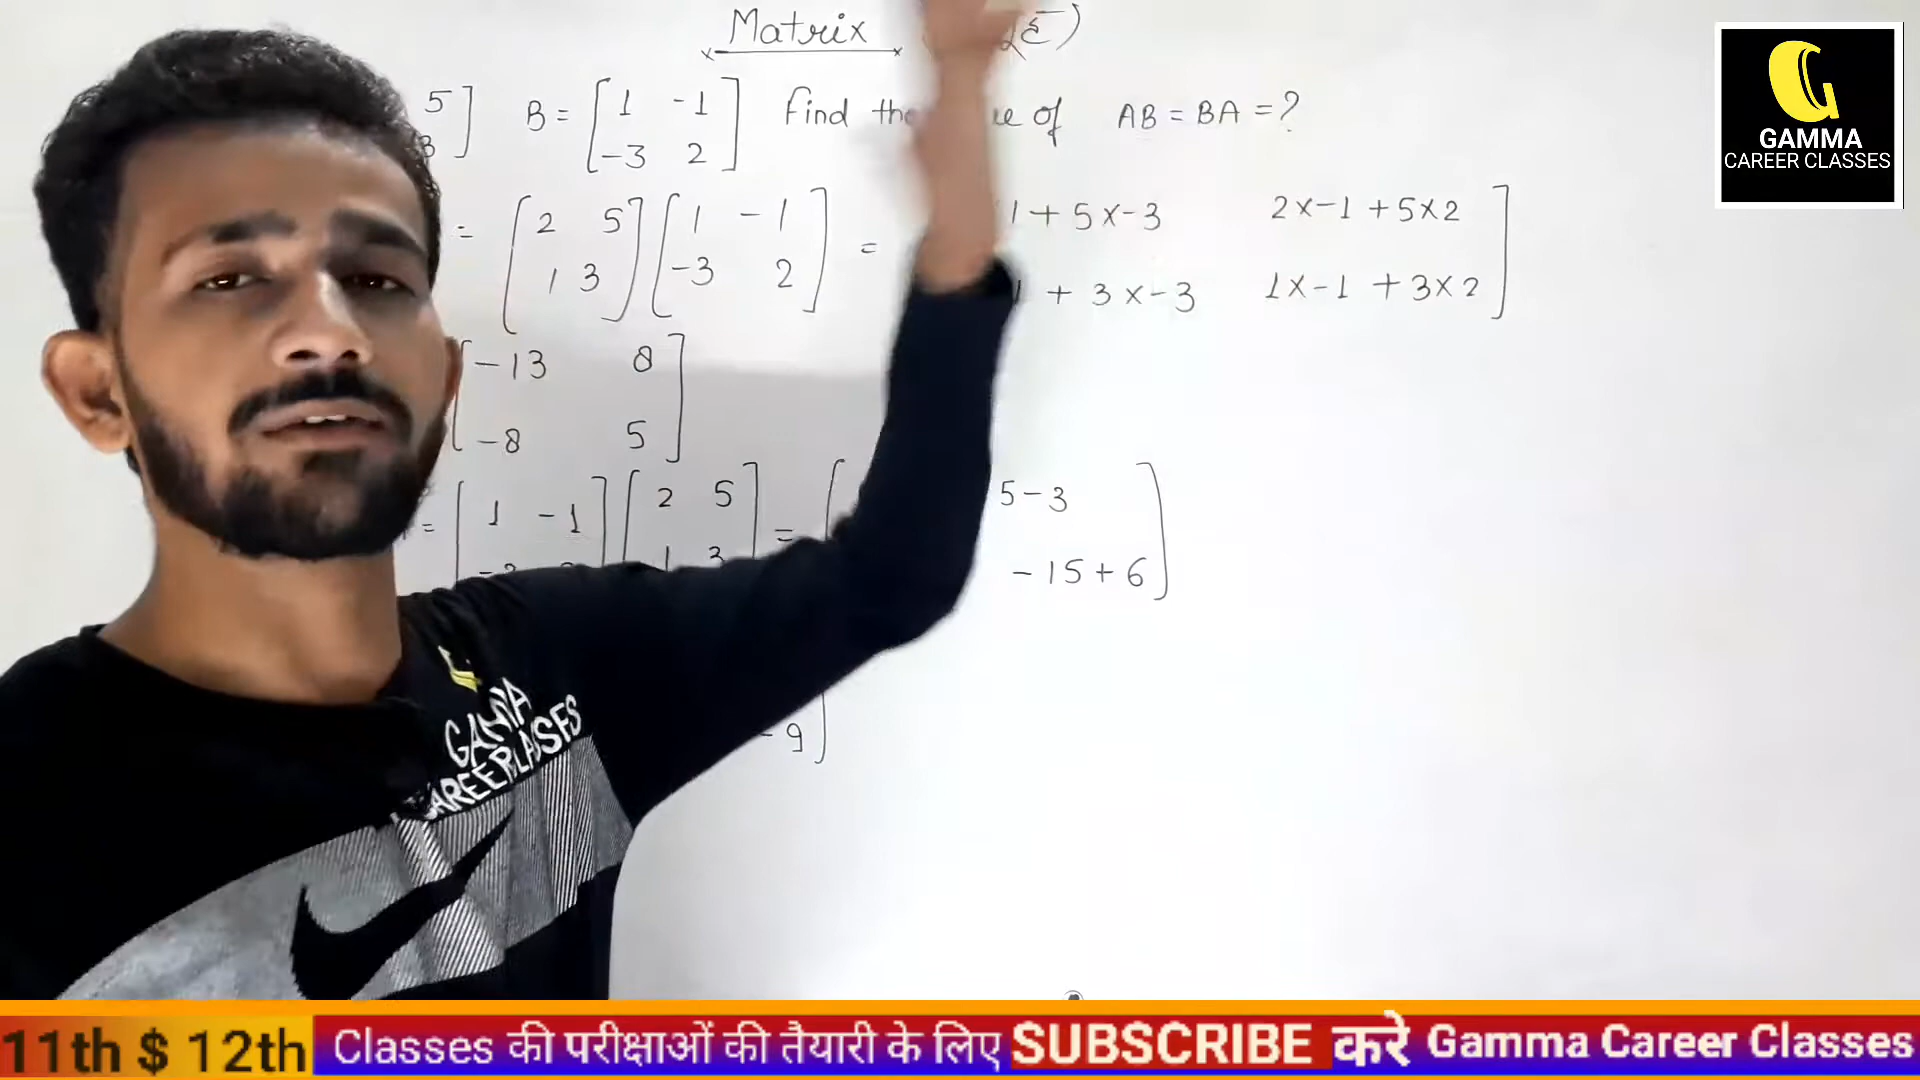 Matrix
5 B = [1 -1 Find the of AB = BA = ?
3 -3 2]
= [2 5 [1 -1 = 1 + 5 x -3 2 x -1 + 5 x 2
1 3] -3 2] + 3 x -3 1 x -1 + 3 x 2]
[-13 8
-8 5]
= [1 -1] [2 5 = [ 5 - 3
1 3 - 15 + 6]
- 9]
GAMMA
CAREER CLASSES
GAMMA
CAREER CLASSES
11th $ 12th Classes की परीक्षाओं की तैयारी के लिए SUBSCRIBE करे Gamma Career Classes